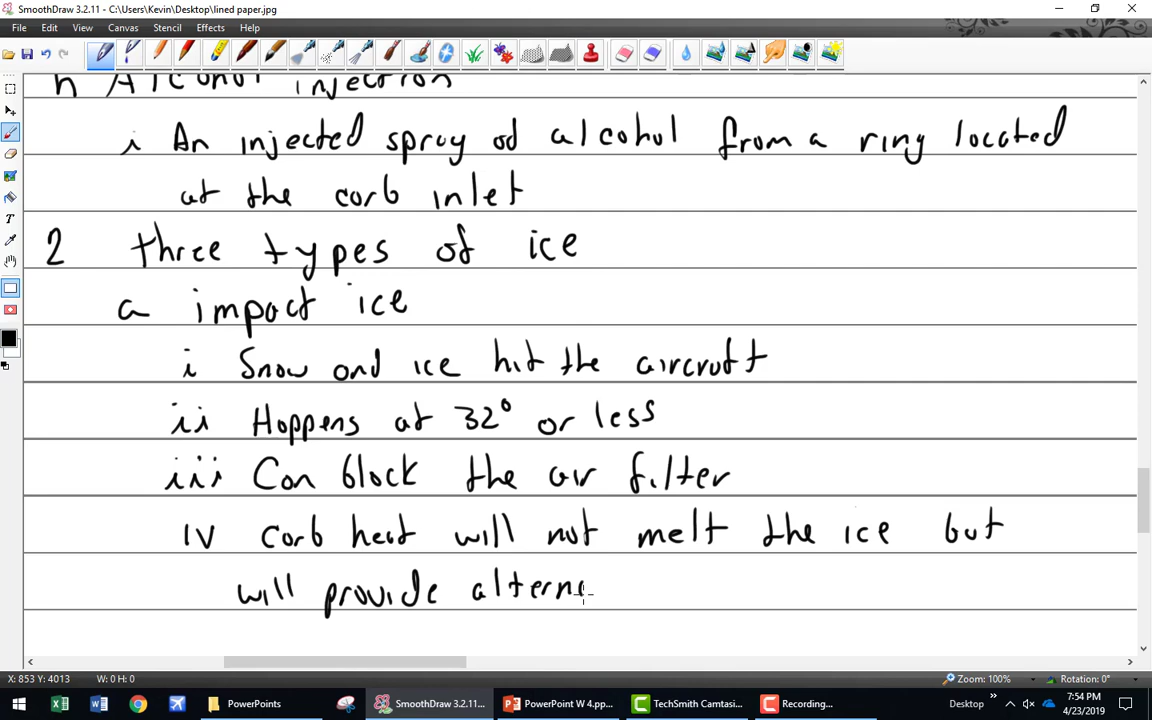 SmoothDraw 3.2.11 - C:\Users\Kevin\Desktop\lined paper.jpg
File Edit View Canvas Stencil Effects Help
h Alcohol injection
i An injected spray od alcohol from a ring located
at the carb inlet
2 three types of ice
a impact ice
i Snow and ice hit the aircraft
ii Happens at 32° or less
iii Can block the air filter
IV Carb heat will not melt the ice but
will provide alterna
X: 853 Y: 4013 W: 0 H: 0 Zoom: 100% Rotation: 0°
PowerPoints SmoothDraw 3.2.11... PowerPoint W 4.pp... TechSmith Camtasi... Recording... Desktop 7:54 PM
4/23/2019